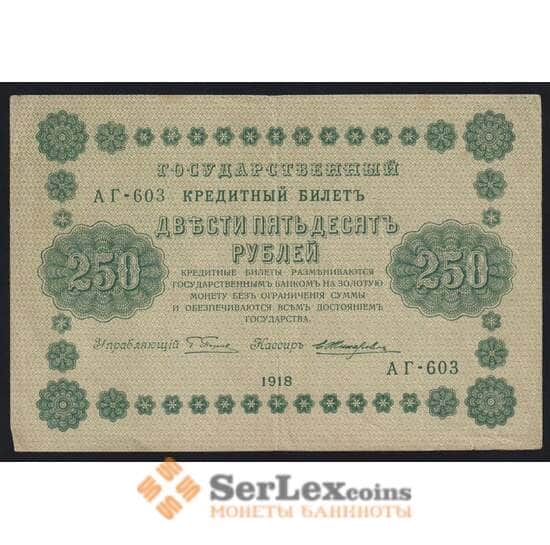 ГОСУДАРСТВЕННЫЙ
АГ-603 КРЕДИТНЫЙ БИЛЕТЪ
ДВѢСТИ ПЯТЬДЕСЯТЪ
РУБЛЕЙ
250 250
КРЕДИТНЫЕ БИЛЕТЫ РАЗМѢНИВАЮТСЯ
ГОСУДАРСТВЕННЫМЪ БАНКОМЪ НА ЗОЛОТУЮ
МОНЕТУ БЕЗЪ ОГРАНИЧЕНІЯ СУММЫ
И ОБЕЗПЕЧИВАЮТСЯ ВСѢМЪ ДОСТОЯНІЕМЪ
ГОСУДАРСТВА.
Управляющій Кассиръ
АГ-603
1918
SerLexcoins
МОНЕТЫ БАНКНОТЫ